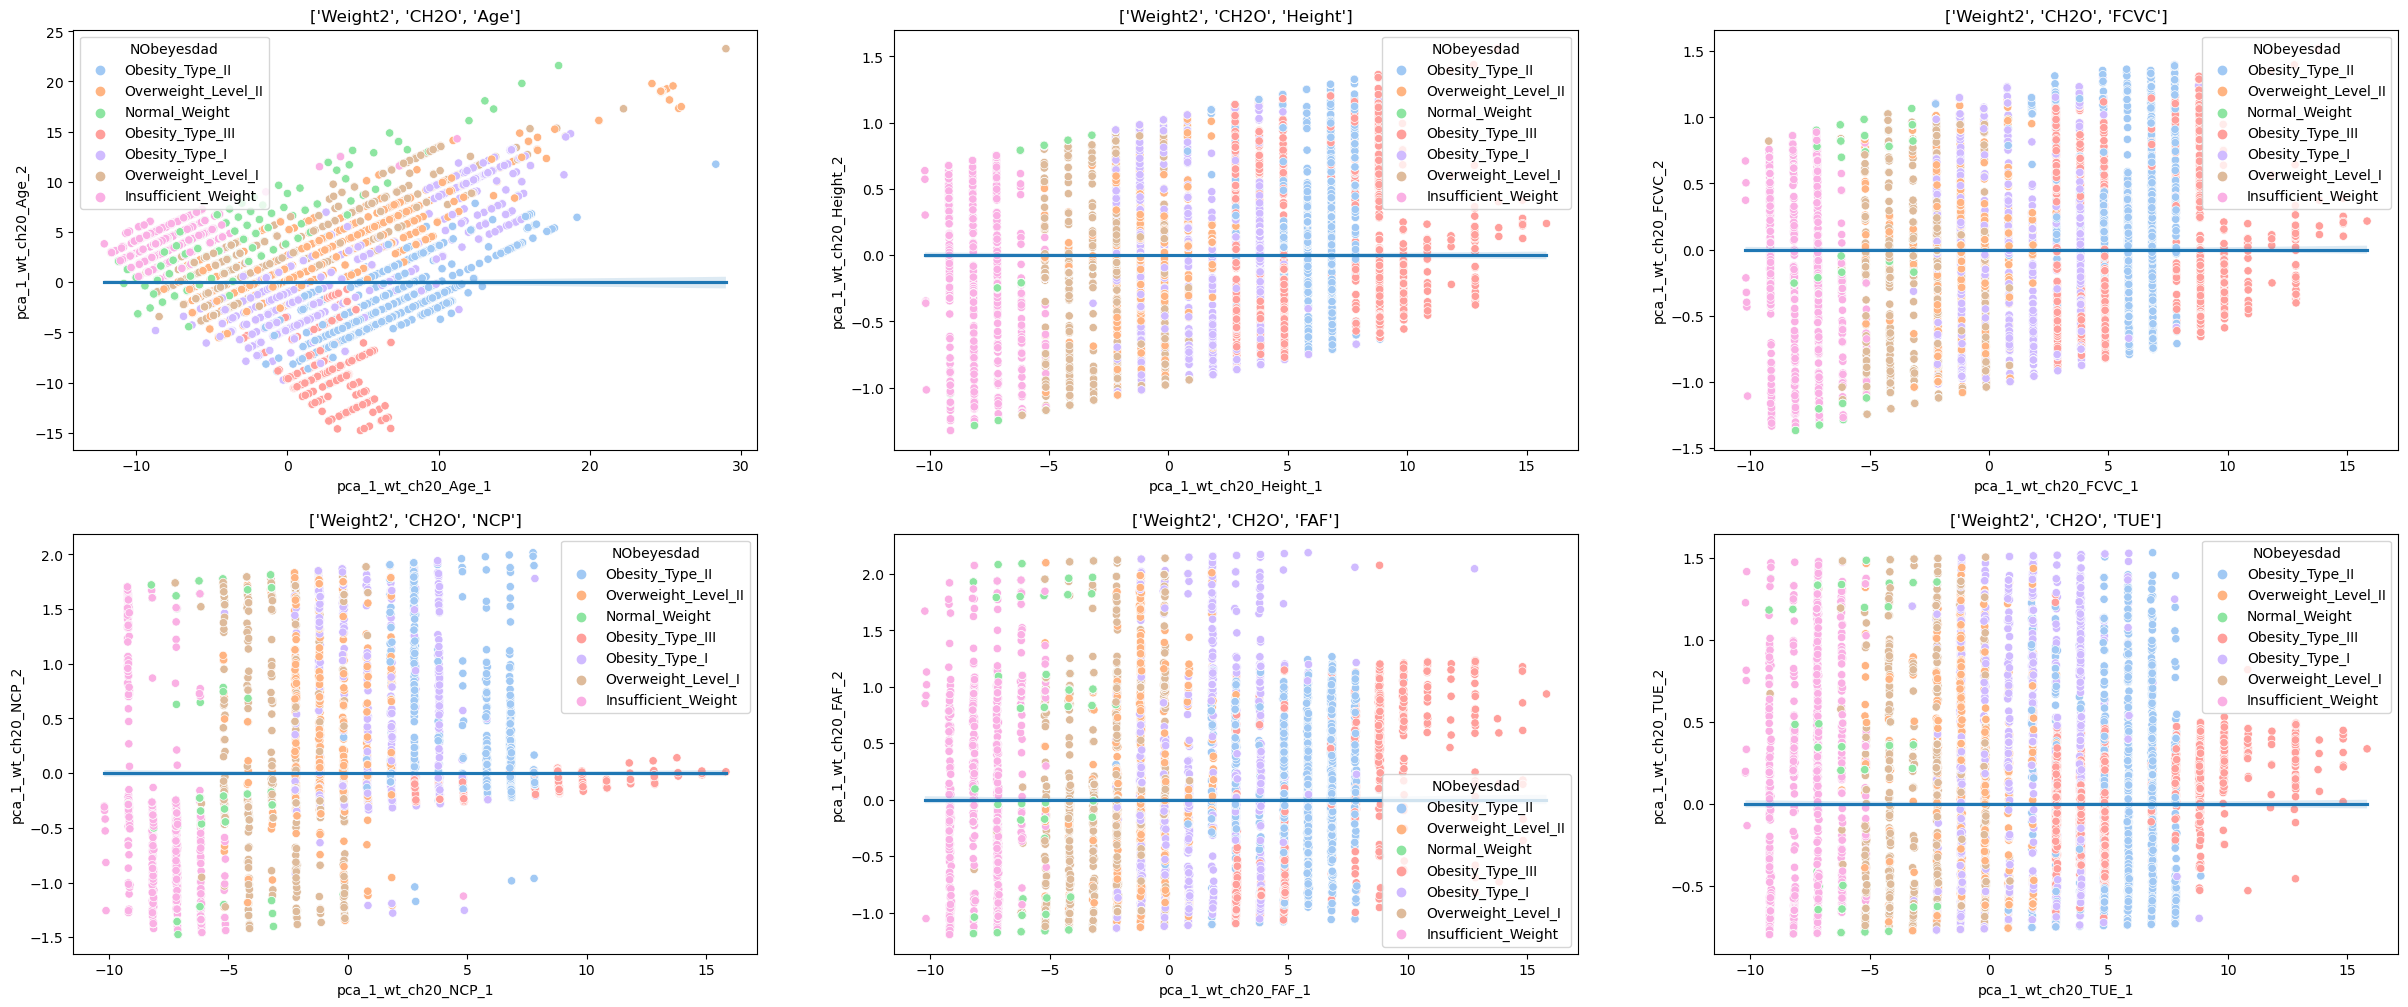 ['Weight2', 'CH2O', 'Age']
25
20
15
10
5
0
−5
−10
−15
pca_1_wt_ch20_Age_2
NObeyesdad
Obesity_Type_II
Overweight_Level_II
Normal_Weight
Obesity_Type_III
Obesity_Type_I
Overweight_Level_I
Insufficient_Weight
−10
0
10
20
30
pca_1_wt_ch20_Age_1
['Weight2', 'CH2O', 'Height']
1.5
1.0
0.5
0.0
−0.5
−1.0
pca_1_wt_ch20_Height_2
NObeyesdad
Obesity_Type_II
Overweight_Level_II
Normal_Weight
Obesity_Type_III
Obesity_Type_I
Overweight_Level_I
Insufficient_Weight
−10
−5
0
5
10
15
pca_1_wt_ch20_Height_1
['Weight2', 'CH2O', 'FCVC']
1.5
1.0
0.5
0.0
−0.5
−1.0
−1.5
pca_1_wt_ch20_FCVC_2
NObeyesdad
Obesity_Type_II
Overweight_Level_II
Normal_Weight
Obesity_Type_III
Obesity_Type_I
Overweight_Level_I
Insufficient_Weight
−10
−5
0
5
10
15
pca_1_wt_ch20_FCVC_1
['Weight2', 'CH2O', 'NCP']
2.0
1.5
1.0
0.5
0.0
−0.5
−1.0
−1.5
pca_1_wt_ch20_NCP_2
NObeyesdad
Obesity_Type_II
Overweight_Level_II
Normal_Weight
Obesity_Type_III
Obesity_Type_I
Overweight_Level_I
Insufficient_Weight
−10
−5
0
5
10
15
pca_1_wt_ch20_NCP_1
['Weight2', 'CH2O', 'FAF']
2.0
1.5
1.0
0.5
0.0
−0.5
−1.0
pca_1_wt_ch20_FAF_2
NObeyesdad
Obesity_Type_II
Overweight_Level_II
Normal_Weight
Obesity_Type_III
Obesity_Type_I
Overweight_Level_I
Insufficient_Weight
−10
−5
0
5
10
15
pca_1_wt_ch20_FAF_1
['Weight2', 'CH2O', 'TUE']
1.5
1.0
0.5
0.0
−0.5
pca_1_wt_ch20_TUE_2
NObeyesdad
Obesity_Type_II
Overweight_Level_II
Normal_Weight
Obesity_Type_III
Obesity_Type_I
Overweight_Level_I
Insufficient_Weight
−10
−5
0
5
10
15
pca_1_wt_ch20_TUE_1